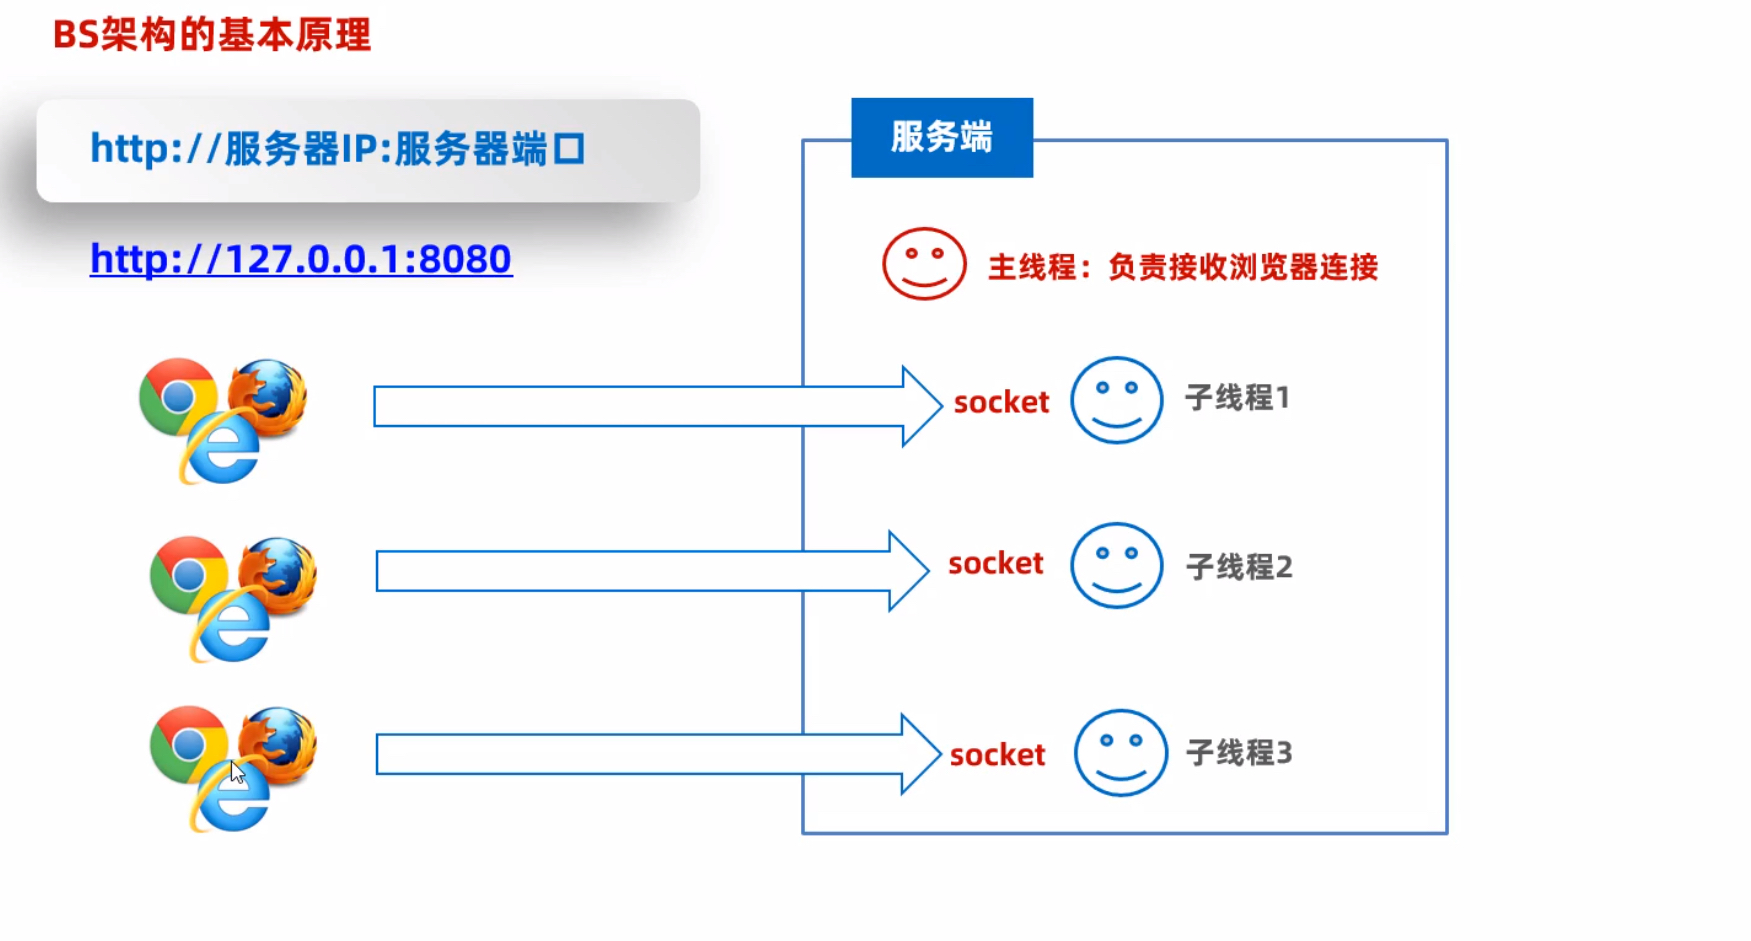 BS架构的基本原理
http://服务器IP:服务器端口
http://127.0.0.1:8080
服务端
主线程：负责接收浏览器连接
socket
子线程1
socket
子线程2
socket
子线程3